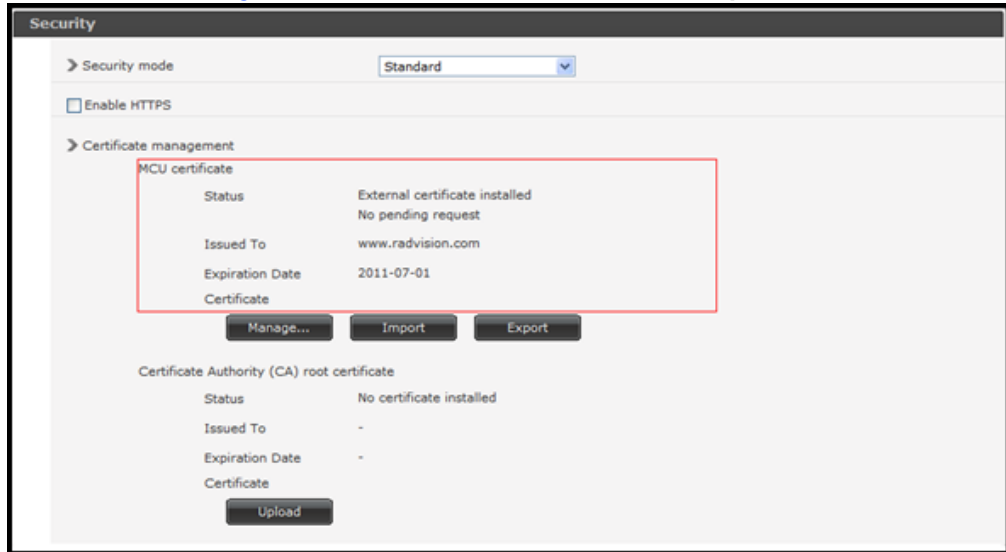 Security
Security mode Standard
Enable HTTPS
Certificate management
MCU certificate
Status External certificate installed
No pending request
Issued To www.radvision.com
Expiration Date 2011-07-01
Certificate
Manage... Import Export
Certificate Authority (CA) root certificate
Status No certificate installed
Issued To -
Expiration Date -
Certificate
Upload